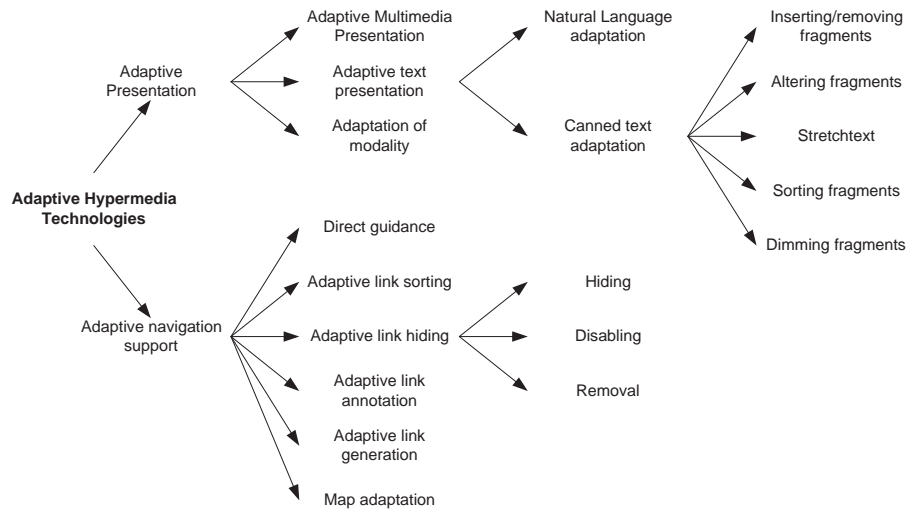 Adaptive Hypermedia
Technologies
Adaptive
Presentation
Adaptive Multimedia
Presentation
Adaptive text
presentation
Adaptation of
modality
Natural Language
adaptation
Canned text
adaptation
Inserting/removing
fragments
Altering fragments
Stretchtext
Sorting fragments
Dimming fragments
Adaptive navigation
support
Direct guidance
Adaptive link sorting
Adaptive link hiding
Adaptive link
annotation
Adaptive link
generation
Map adaptation
Hiding
Disabling
Removal